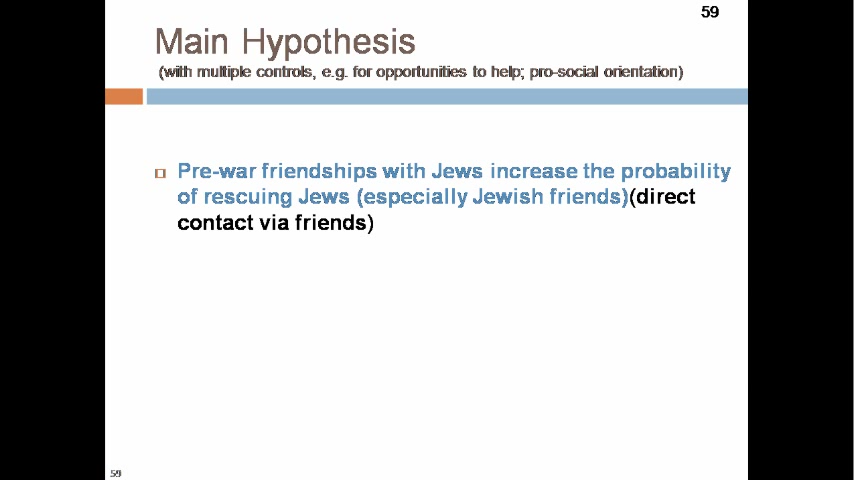 59
Main Hypothesis
(with multiple controls, e.g. for opportunities to help; pro-social orientation)
Pre-war friendships with Jews increase the probability
of rescuing Jews (especially Jewish friends)(direct
contact via friends)
59